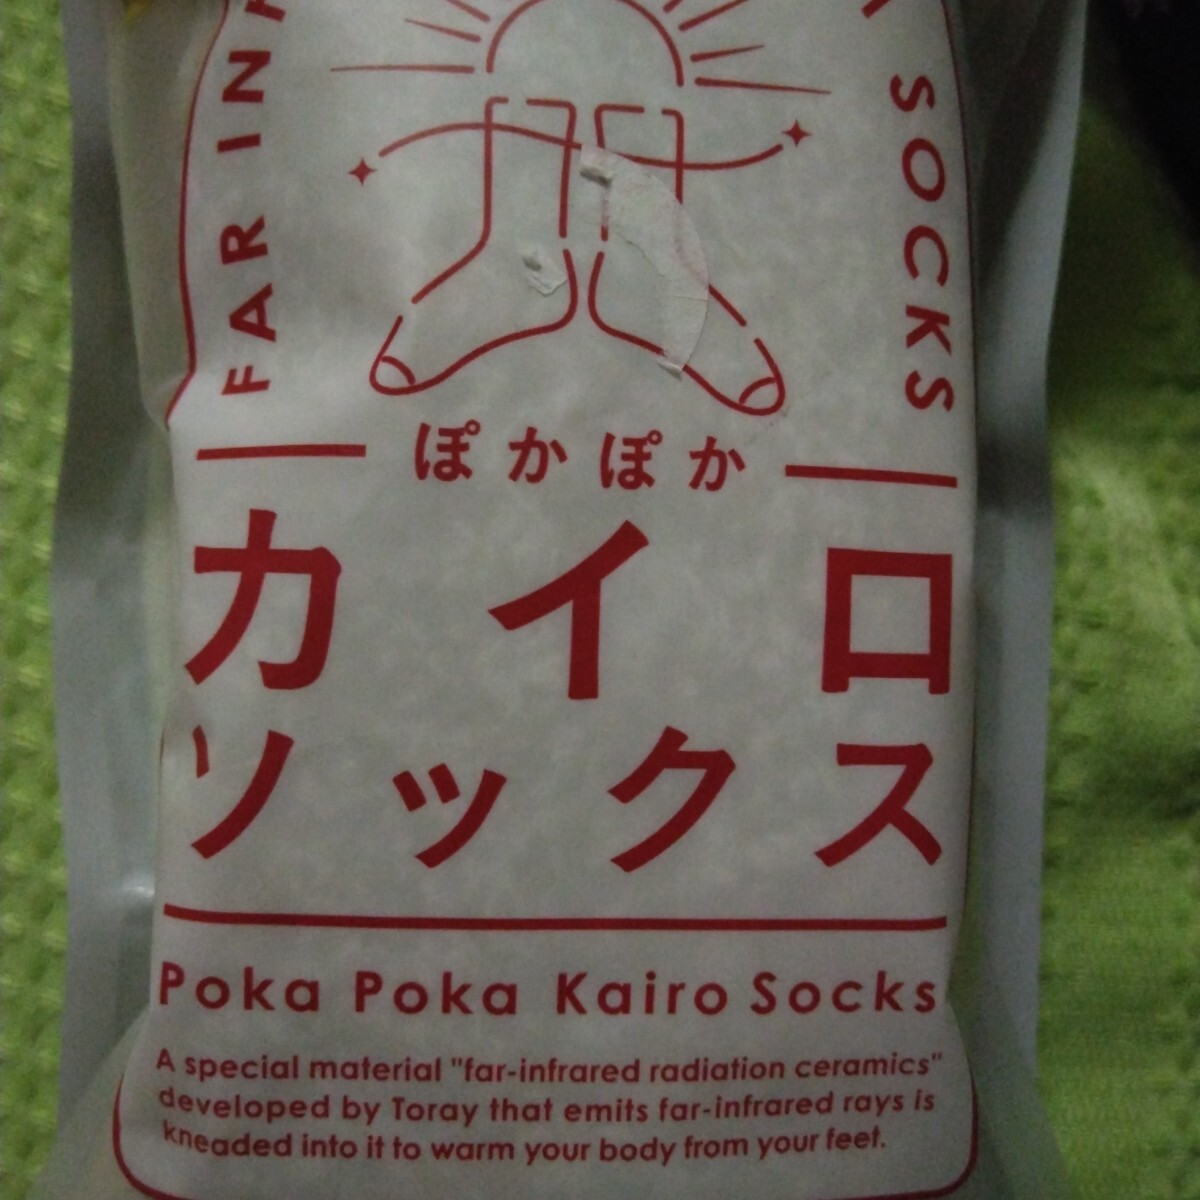 FAR
SOCKS
ぽかぽか
カイロ
ソックス
Poka Poka Kairo Socks
A special material "far-infrared radiation ceramics"
developed by Toray that emits far-infrared rays is
kneaded into it to warm your body from your feet.